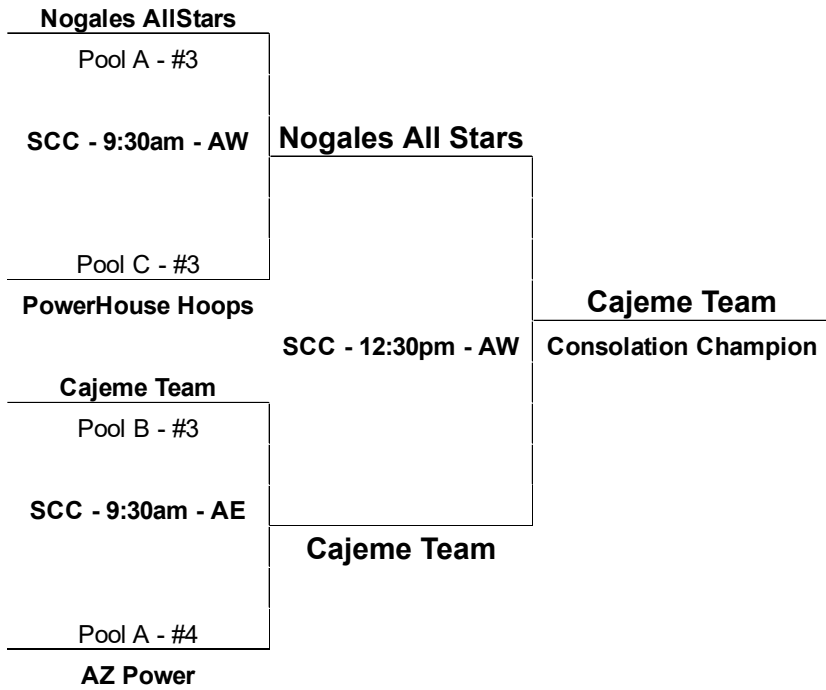 Nogales AllStars
Pool A - #3
SCC - 9:30am - AW
Nogales All Stars
Pool C - #3
PowerHouse Hoops
Cajeme Team
SCC - 12:30pm - AW
Consolation Champion
Cajeme Team
Pool B - #3
SCC - 9:30am - AE
Cajeme Team
Pool A - #4
AZ Power